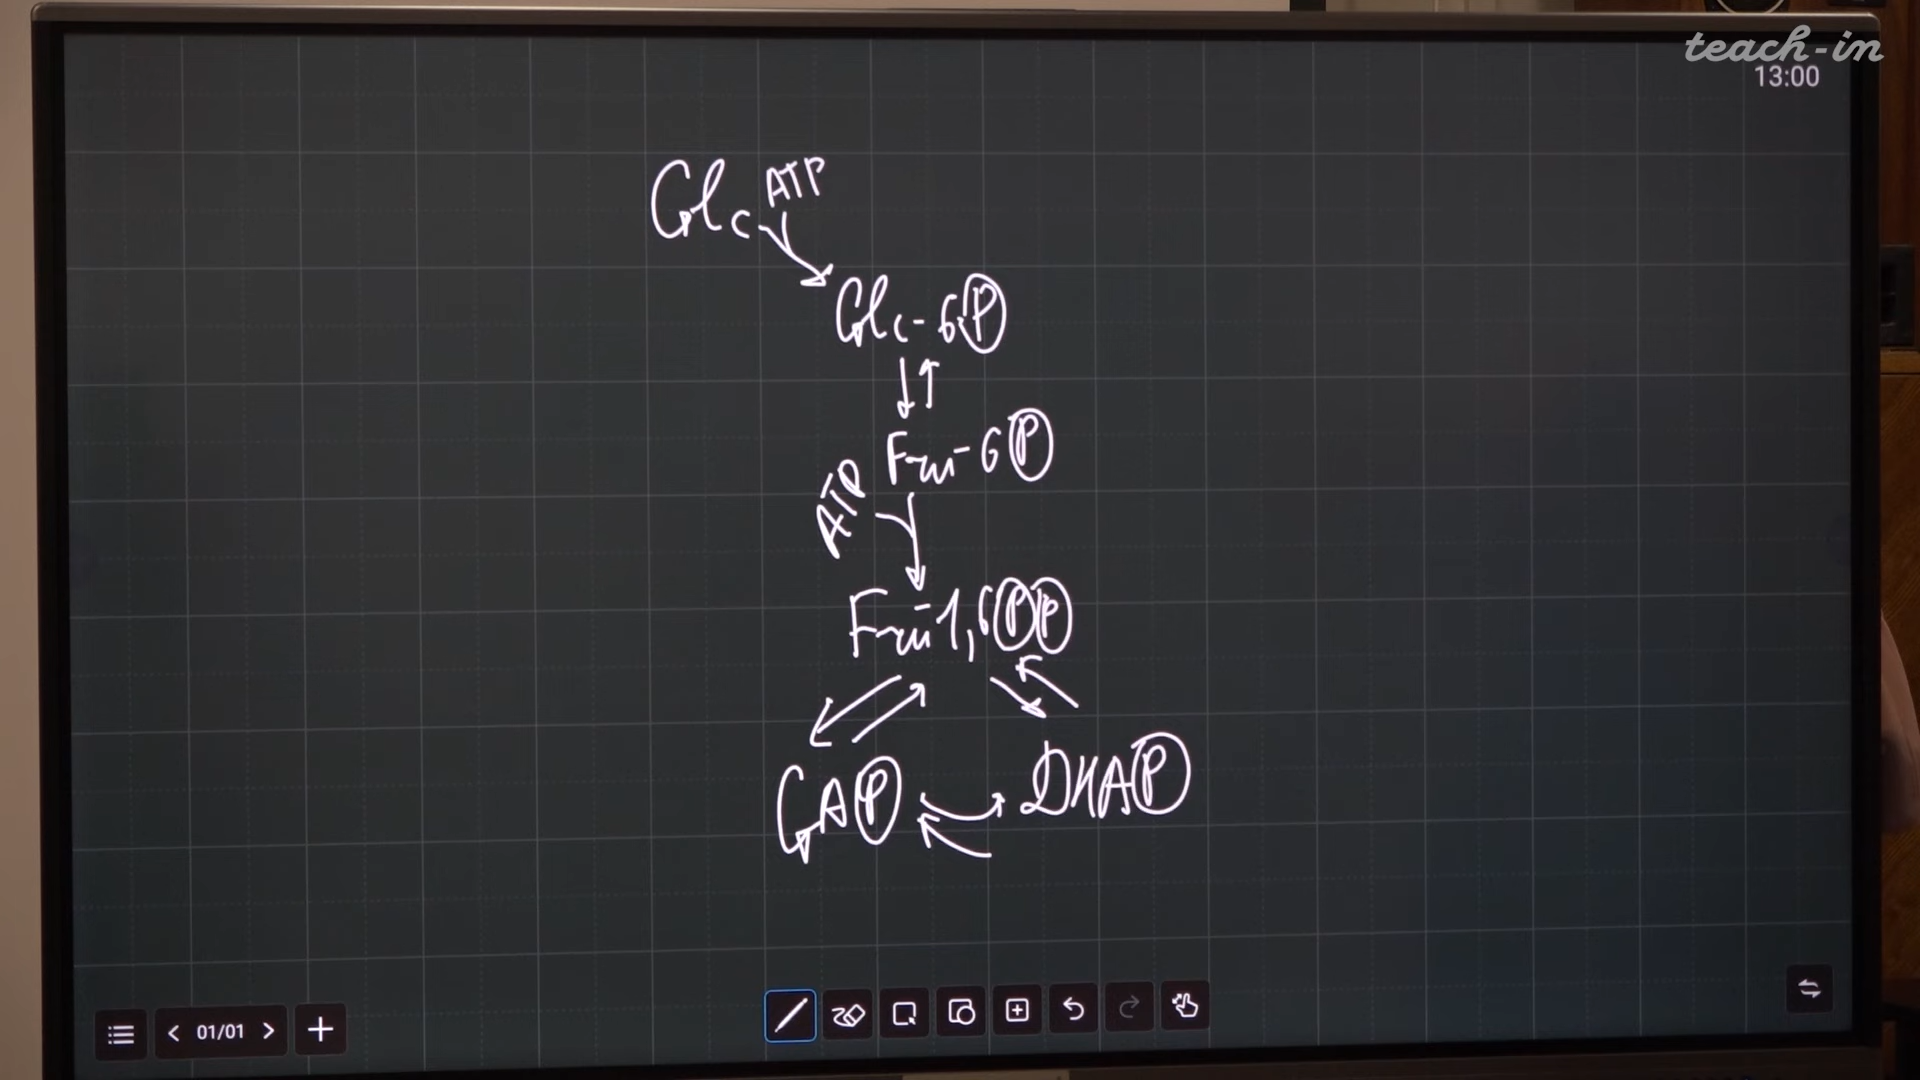 teach-in
13:00
Glc ATP
Glc-6P
Fru-6P
ATP
Fru-1,6PP
GAP DHAP
01/01